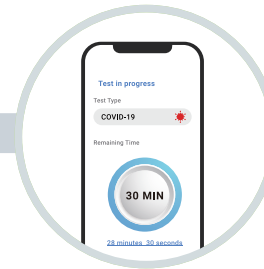 Test in progress
Test Type
COVID-19
Remaining Time
30 MIN
28 minutes 30 seconds